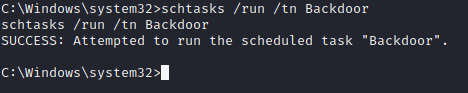 C:\Windows\system32>schtasks /run /tn Backdoor
schtasks /run /tn Backdoor
SUCCESS: Attempted to run the scheduled task "Backdoor".
C:\Windows\system32>